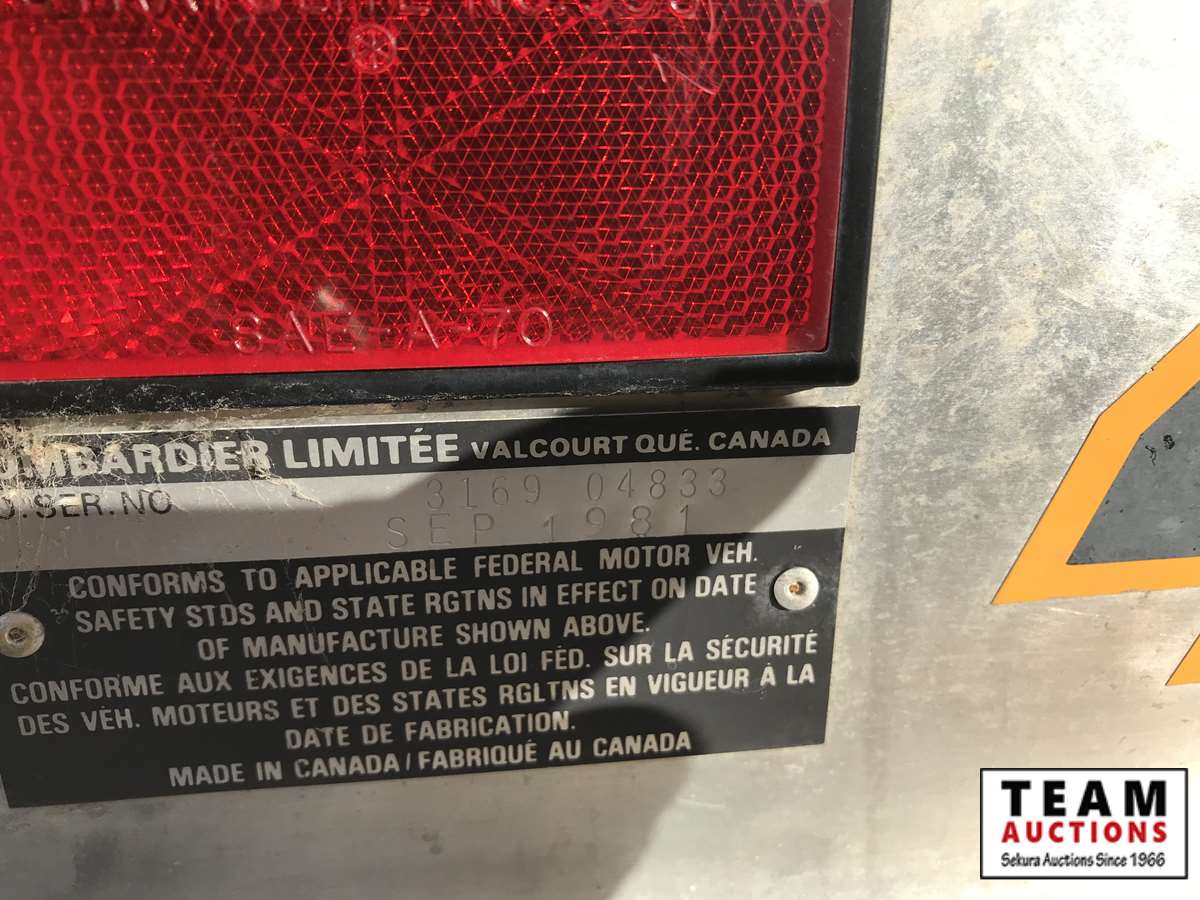 SAE-A-70
OMBARDIER LIMITÉE VALCOURT QUÉ. CANADA
O. SER. NO 3169 04833
SEP 1981
CONFORMS TO APPLICABLE FEDERAL MOTOR VEH.
SAFETY STDS AND STATE RGTNS IN EFFECT ON DATE
OF MANUFACTURE SHOWN ABOVE.
CONFORME AUX EXIGENCES DE LA LOI FÉD. SUR LA SÉCURITÉ
DES VÉH. MOTEURS ET DES STATES RGLTNS EN VIGUEUR À LA
DATE DE FABRICATION.
MADE IN CANADA / FABRIQUÉ AU CANADA
TEAM
AUCTIONS
Sekura Auctions Since 1966